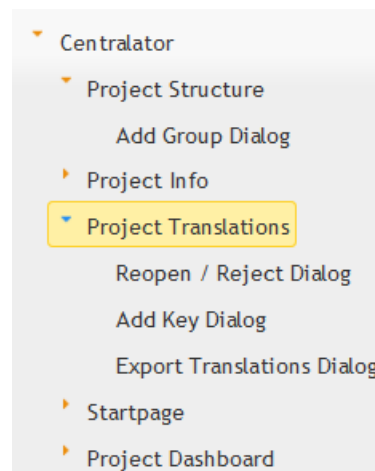 Centralator
Project Structure
Add Group Dialog
Project Info
Project Translations
Reopen / Reject Dialog
Add Key Dialog
Export Translations Dialog
Startpage
Project Dashboard